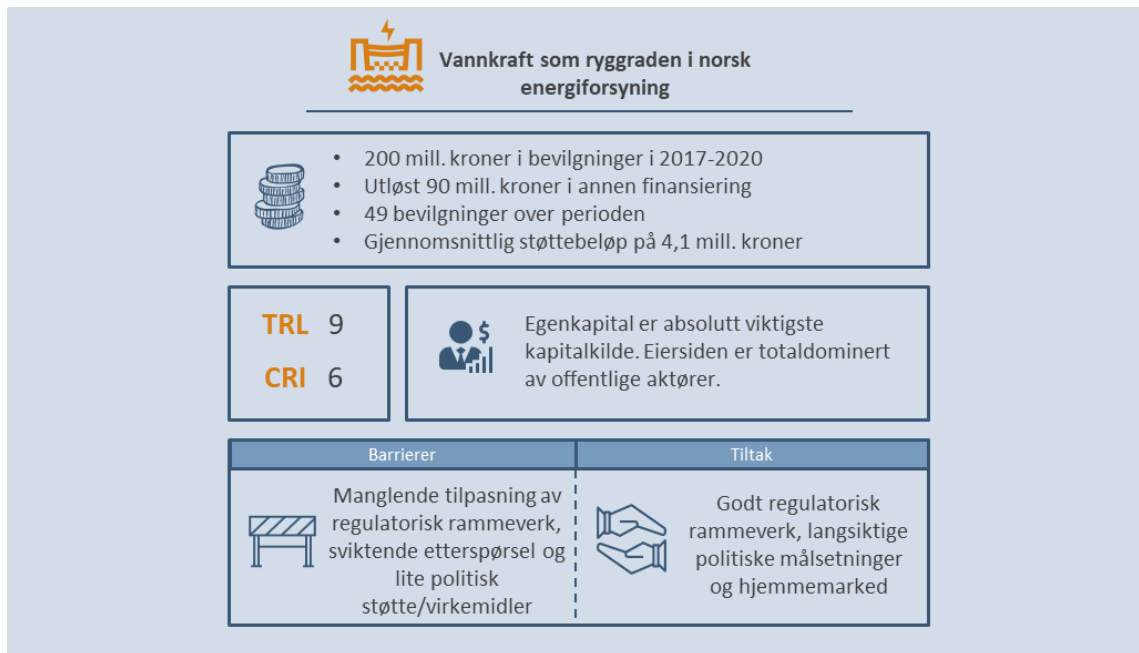 Vannkraft som ryggraden i norsk
energiforsyning
• 200 mill. kroner i bevilgninger i 2017-2020
• Utløst 90 mill. kroner i annen finansiering
• 49 bevilgninger over perioden
• Gjennomsnittlig støttebeløp på 4,1 mill. kroner
TRL 9
CRI 6
$
Egenkapital er absolutt viktigste
kapitalkilde. Eiersiden er totaldominert
av offentlige aktører.
Barrierer
Manglende tilpasning av
regulatorisk rammeverk,
sviktende etterspørsel og
lite politisk
støtte/virkemidler
Tiltak
Godt regulatorisk
rammeverk, langsiktige
politiske målsetninger
og hjemmemarked